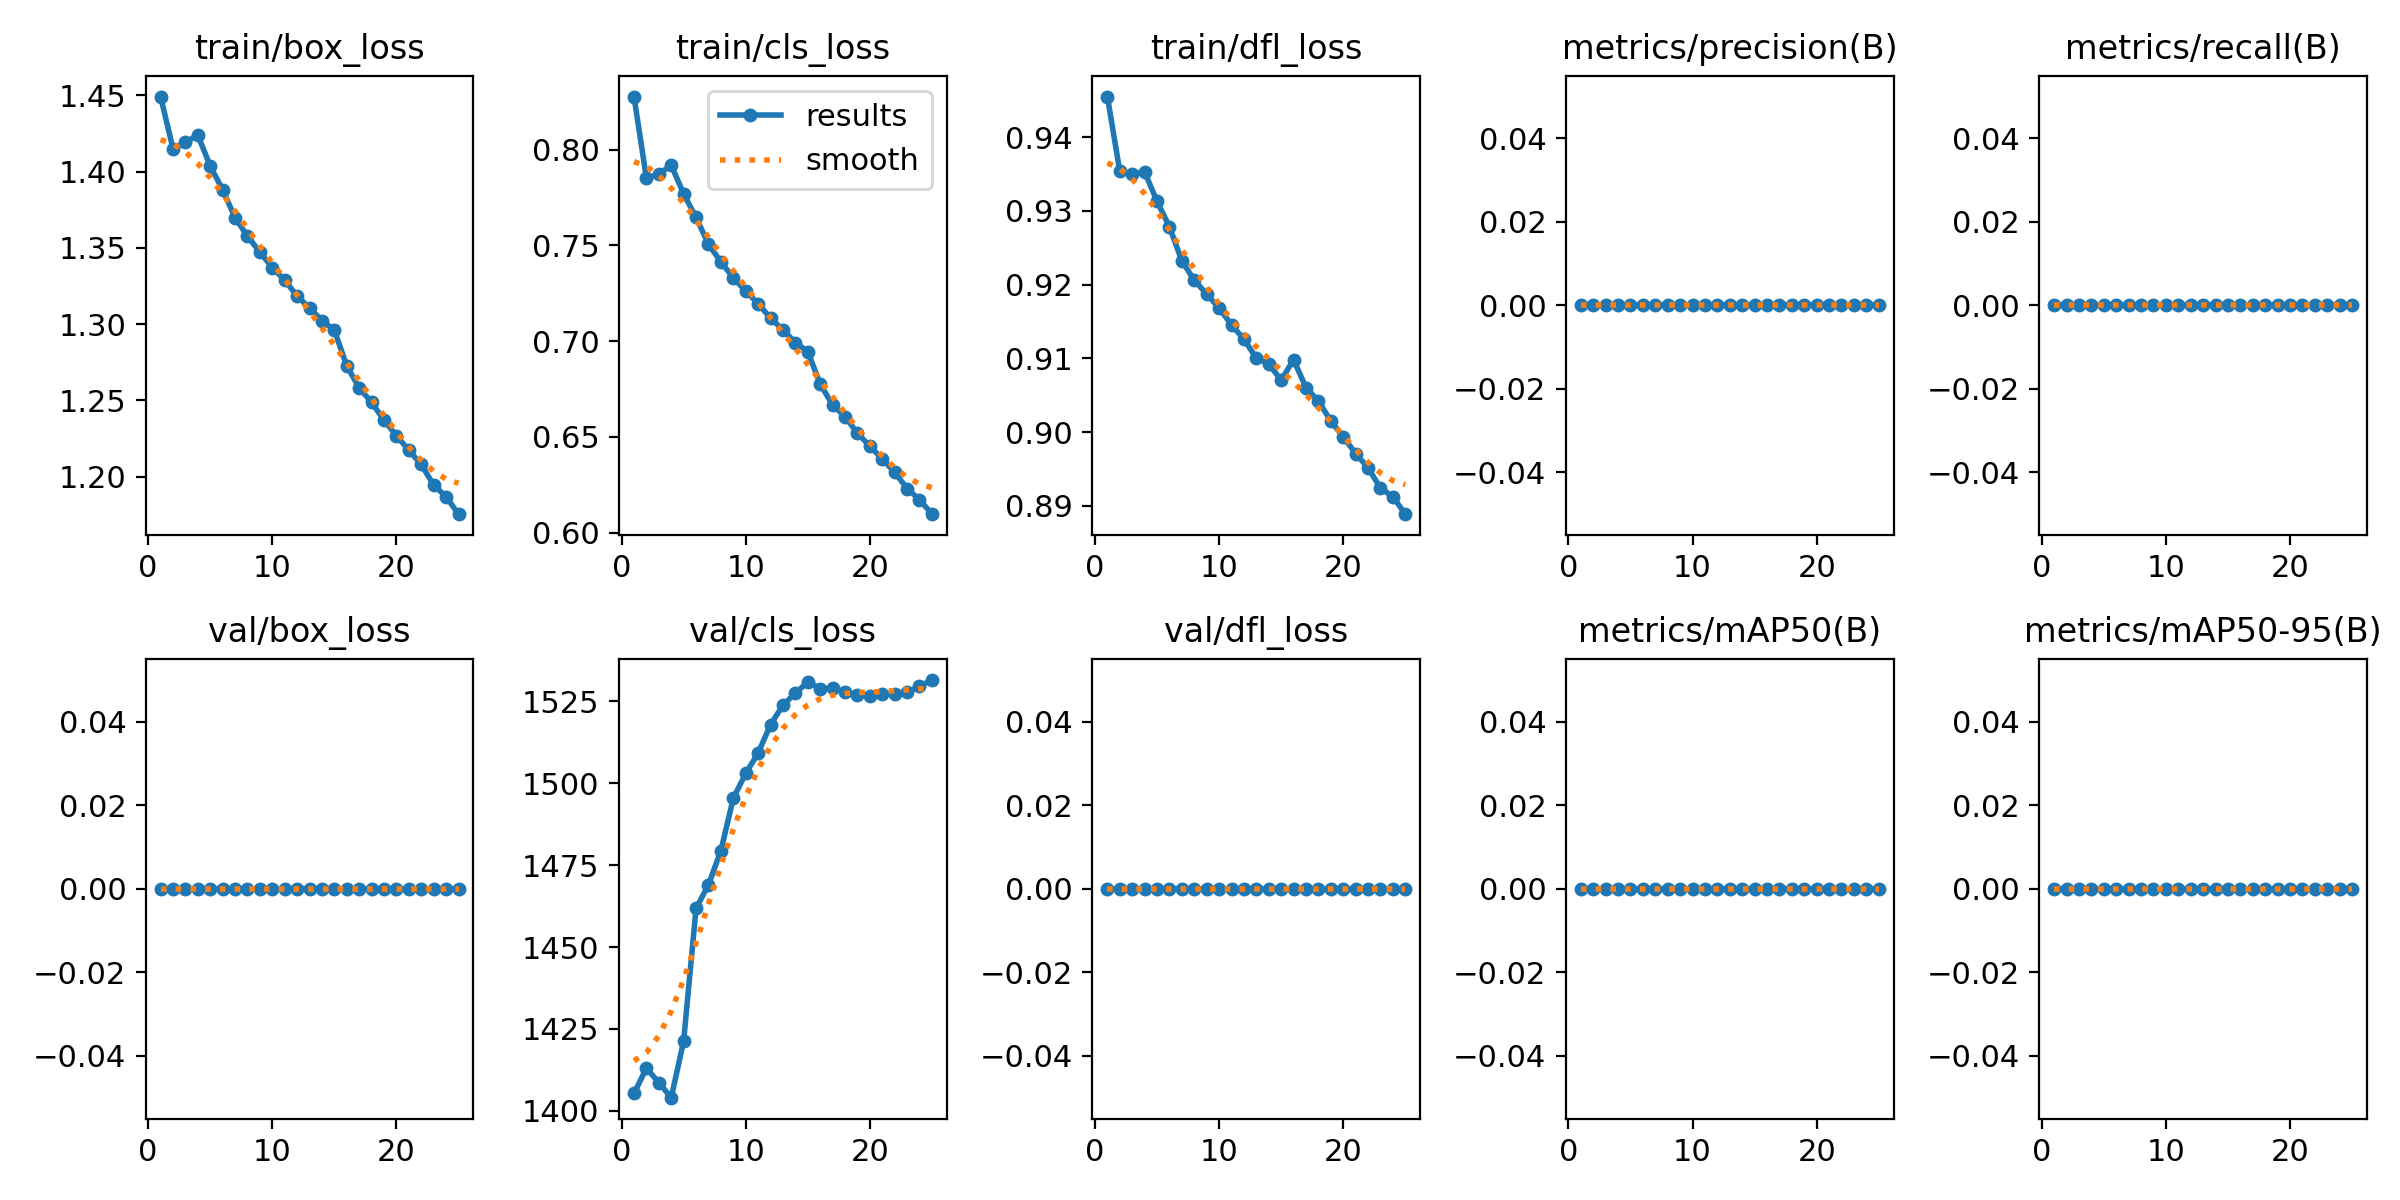 train/box_loss
1.45
1.40
1.35
1.30
1.25
1.20
0 10 20
train/cls_loss
results
smooth
0.80
0.75
0.70
0.65
0.60
0 10 20
train/dfl_loss
0.94
0.93
0.92
0.91
0.90
0.89
0 10 20
metrics/precision(B)
0.04
0.02
0.00
−0.02
−0.04
0 10 20
metrics/recall(B)
0.04
0.02
0.00
−0.02
−0.04
0 10 20
val/box_loss
0.04
0.02
0.00
−0.02
−0.04
0 10 20
val/cls_loss
1525
1500
1475
1450
1425
1400
0 10 20
val/dfl_loss
0.04
0.02
0.00
−0.02
−0.04
0 10 20
metrics/mAP50(B)
0.04
0.02
0.00
−0.02
−0.04
0 10 20
metrics/mAP50-95(B)
0.04
0.02
0.00
−0.02
−0.04
0 10 20